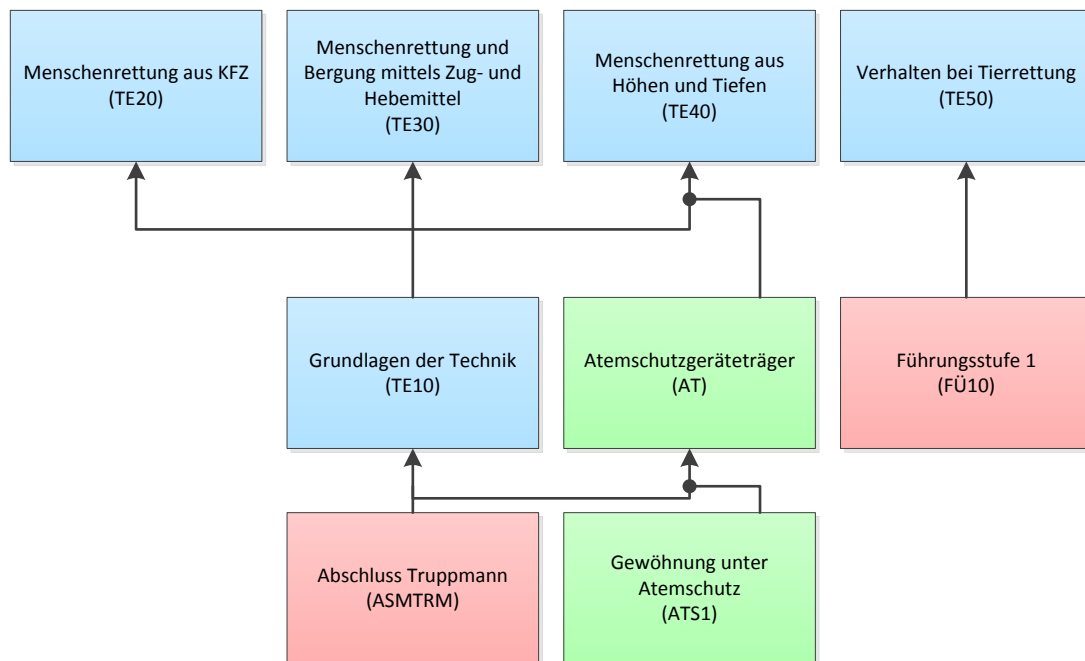 Menschenrettung aus KFZ
(TE20)
Menschenrettung und
Bergung mittels Zug- und
Hebemittel
(TE30)
Menschenrettung aus
Höhen und Tiefen
(TE40)
Verhalten bei Tierrettung
(TE50)
Grundlagen der Technik
(TE10)
Atemschutzgeräteträger
(AT)
Führungsstufe 1
(FÜ10)
Abschluss Truppmann
(ASMTRM)
Gewöhnung unter
Atemschutz
(ATS1)